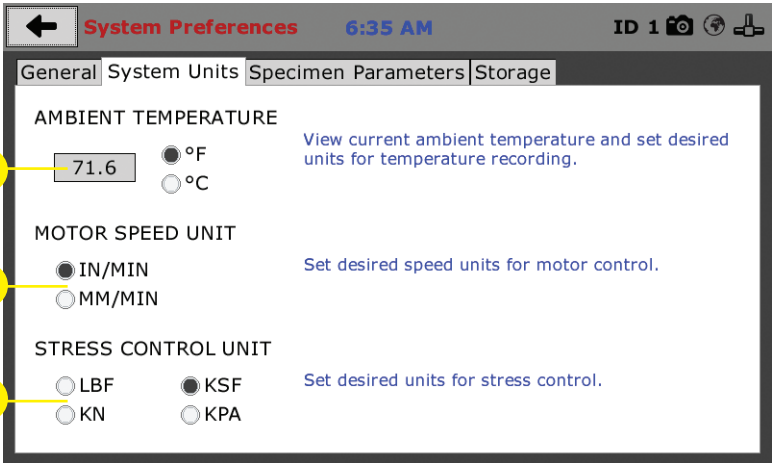 System Preferences 6:35 AM ID 1
General System Units Specimen Parameters Storage
AMBIENT TEMPERATURE
View current ambient temperature and set desired
units for temperature recording.
71.6 °F
°C
MOTOR SPEED UNIT
IN/MIN Set desired speed units for motor control.
MM/MIN
STRESS CONTROL UNIT
LBF KSF Set desired units for stress control.
KN KPA